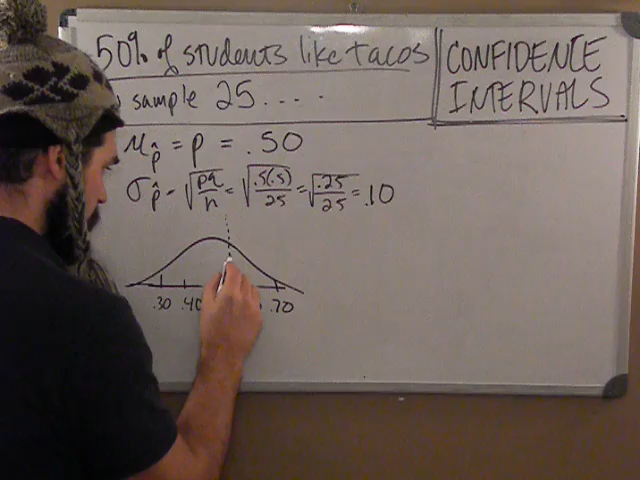 50% of students like tacos
CONFIDENCE
INTERVALS
sample 25 ....
μp̂ = p = .50
σp̂ = √(pq/n) = √(.5(.5)/25) = √(.25/25) = .10
.30 .40 .70